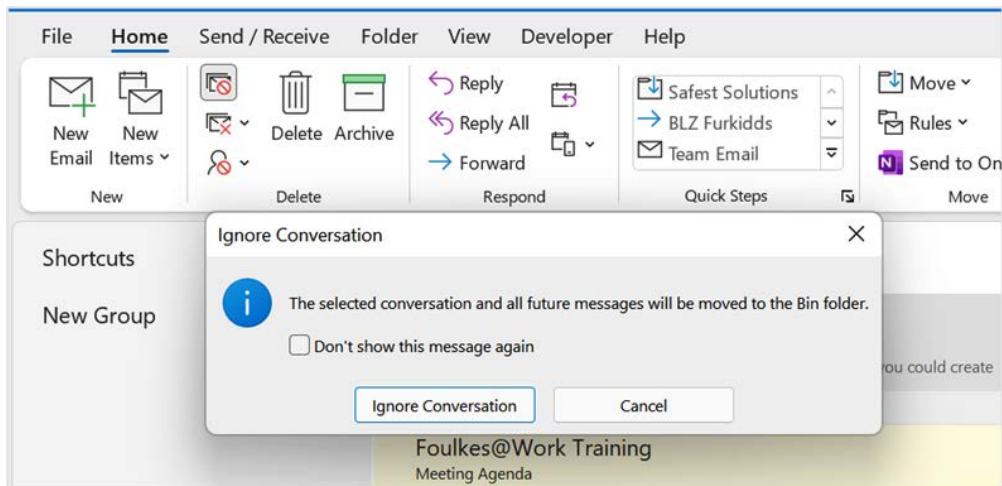 File Home Send / Receive Folder View Developer Help
New Email
New Items
Delete
Archive
Reply
Reply All
Forward
Safest Solutions
BLZ Furkidds
Team Email
Move
Rules
Send to On
New Delete Respond Quick Steps Move
Shortcuts
New Group
Ignore Conversation
The selected conversation and all future messages will be moved to the Bin folder.
Don't show this message again
Ignore Conversation Cancel
you could create
Foulkes@Work Training
Meeting Agenda